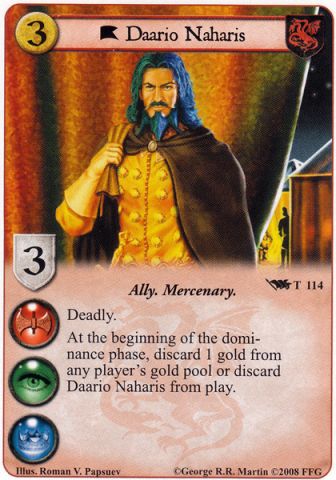 3
Daario Naharis
3
Ally. Mercenary.
T 114
Deadly.
At the beginning of the domi-
nance phase, discard 1 gold from
any player's gold pool or discard
Daario Naharis from play.
Illus. Roman V. Papsuev
©George R.R. Martin ©2008 FFG